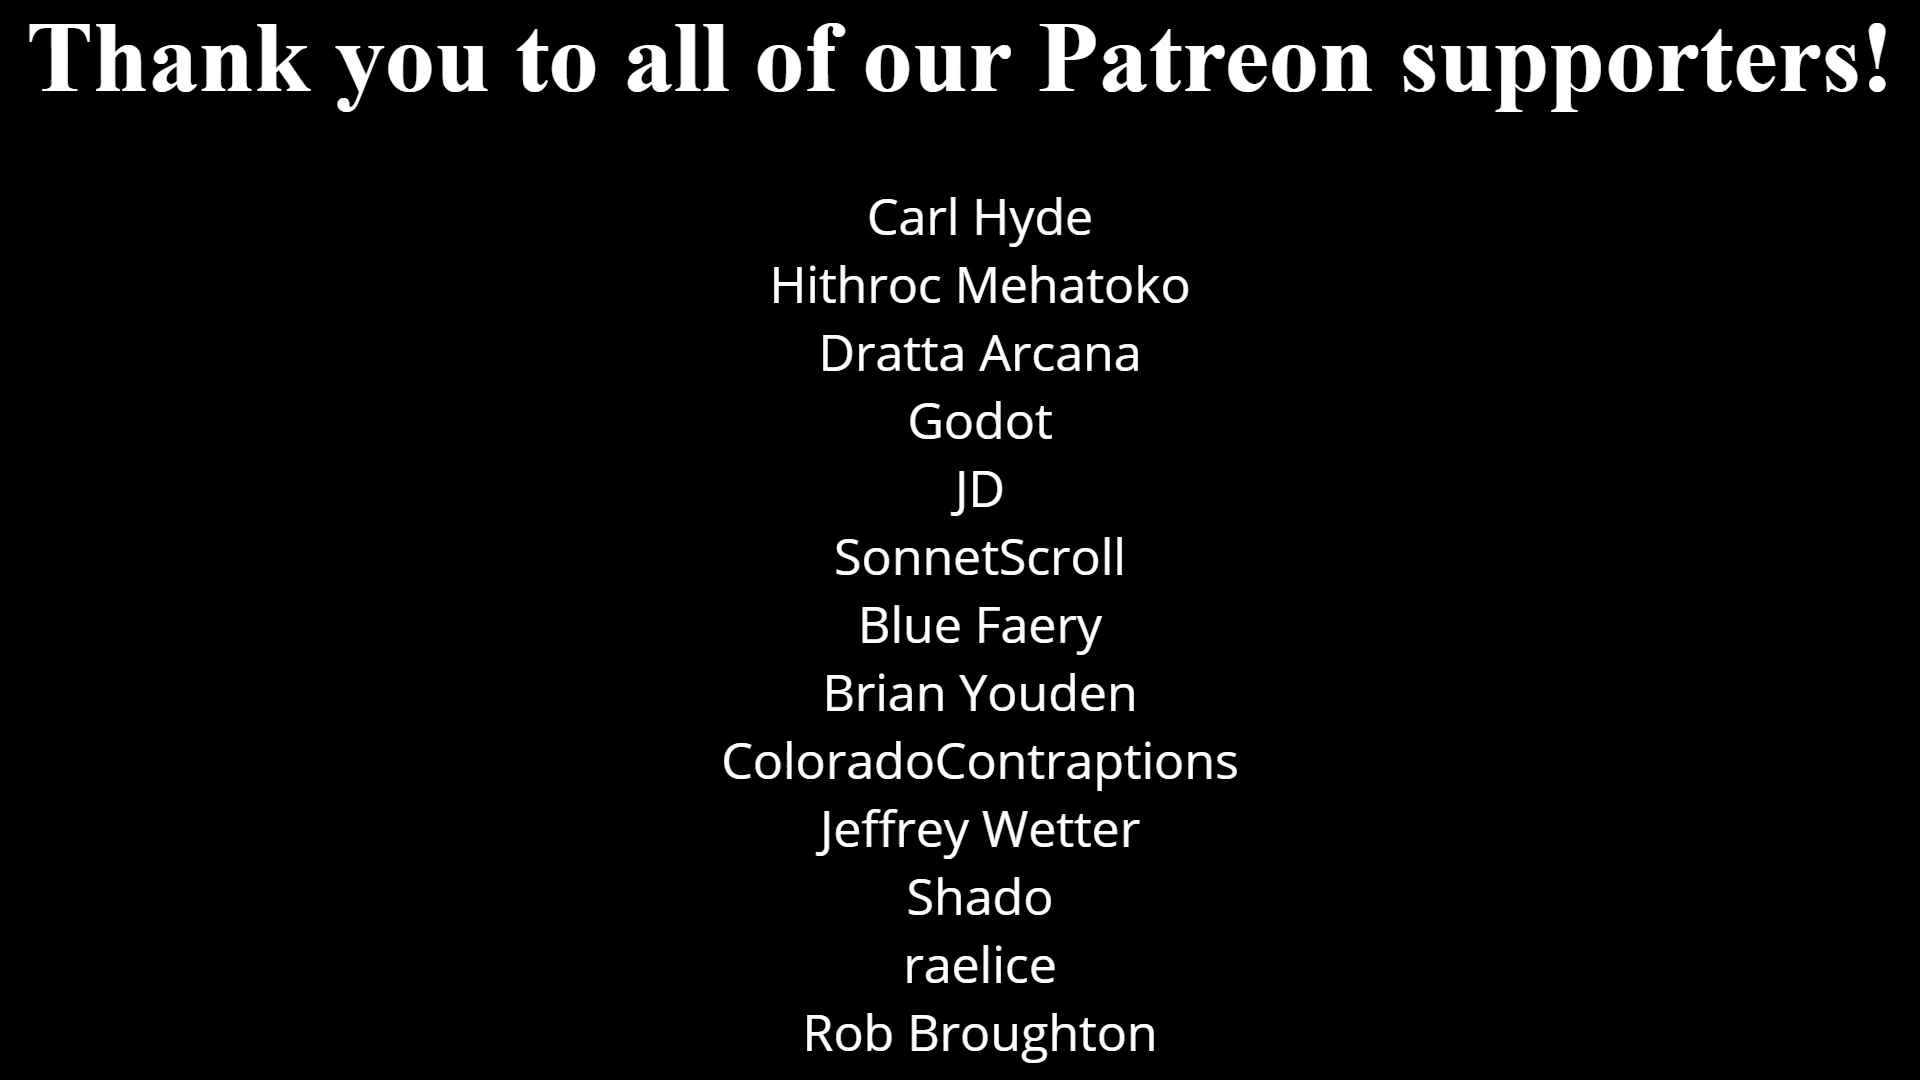 Thank you to all of our Patreon supporters!
Carl Hyde
Hithroc Mehatoko
Dratta Arcana
Godot
JD
SonnetScroll
Blue Faery
Brian Youden
ColoradoContraptions
Jeffrey Wetter
Shado
raelice
Rob Broughton